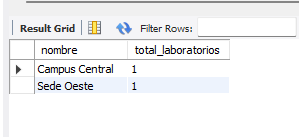 Result Grid Filter Rows:
nombre total_laboratorios
Campus Central 1
Sede Oeste 1